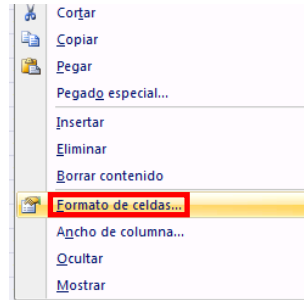 Cortar
Copiar
Pegar
Pegado especial...
Insertar
Eliminar
Borrar contenido
Formato de celdas...
Ancho de columna...
Ocultar
Mostrar